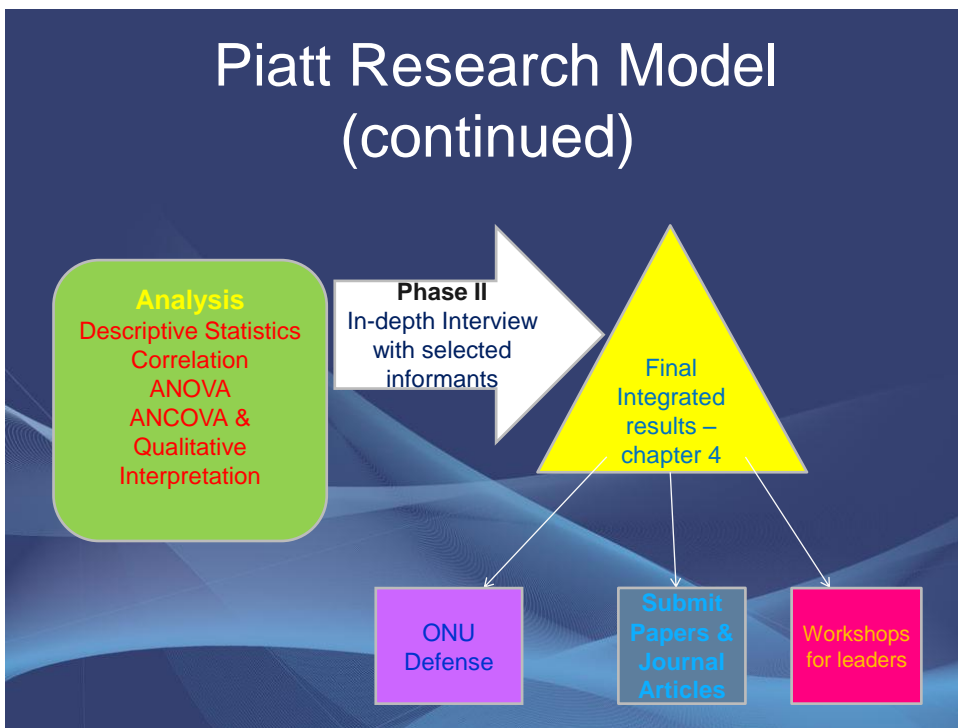 Piatt Research Model
(continued)
Analysis
Descriptive Statistics
Correlation
ANOVA
ANCOVA &
Qualitative
Interpretation
Phase II
In-depth Interview
with selected
informants
Final
Integrated
results –
chapter 4
ONU
Defense
Submit
Papers &
Journal
Articles
Workshops
for leaders